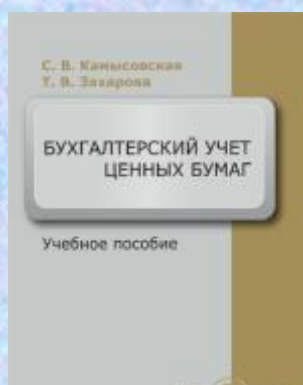 С. В. Камысовская
Т. В. Захарова
БУХГАЛТЕРСКИЙ УЧЕТ
ЦЕННЫХ БУМАГ
Учебное пособие